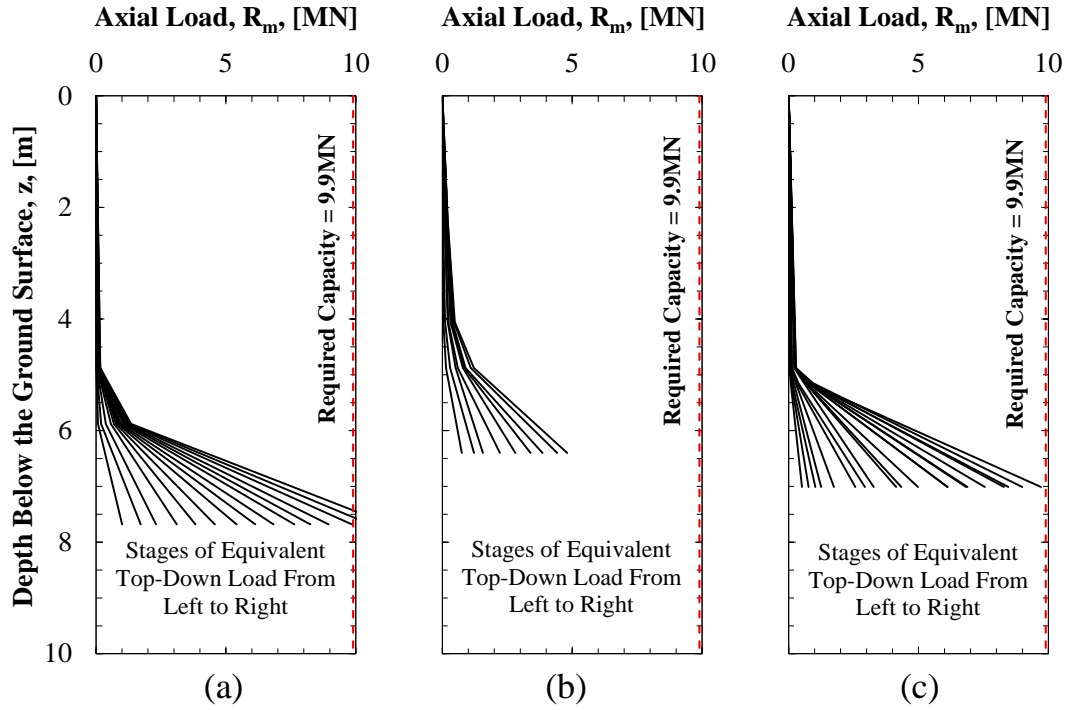 Axial Load, Rm, [MN]
0 5 10
Axial Load, Rm, [MN]
0 5 10
Axial Load, Rm, [MN]
0 5 10
Depth Below the Ground Surface, z, [m]
0
2
4
6
8
10
Required Capacity = 9.9MN
Stages of Equivalent
Top-Down Load From
Left to Right
(a)
Required Capacity = 9.9MN
Stages of Equivalent
Top-Down Load From
Left to Right
(b)
Required Capacity = 9.9MN
Stages of Equivalent
Top-Down Load From
Left to Right
(c)